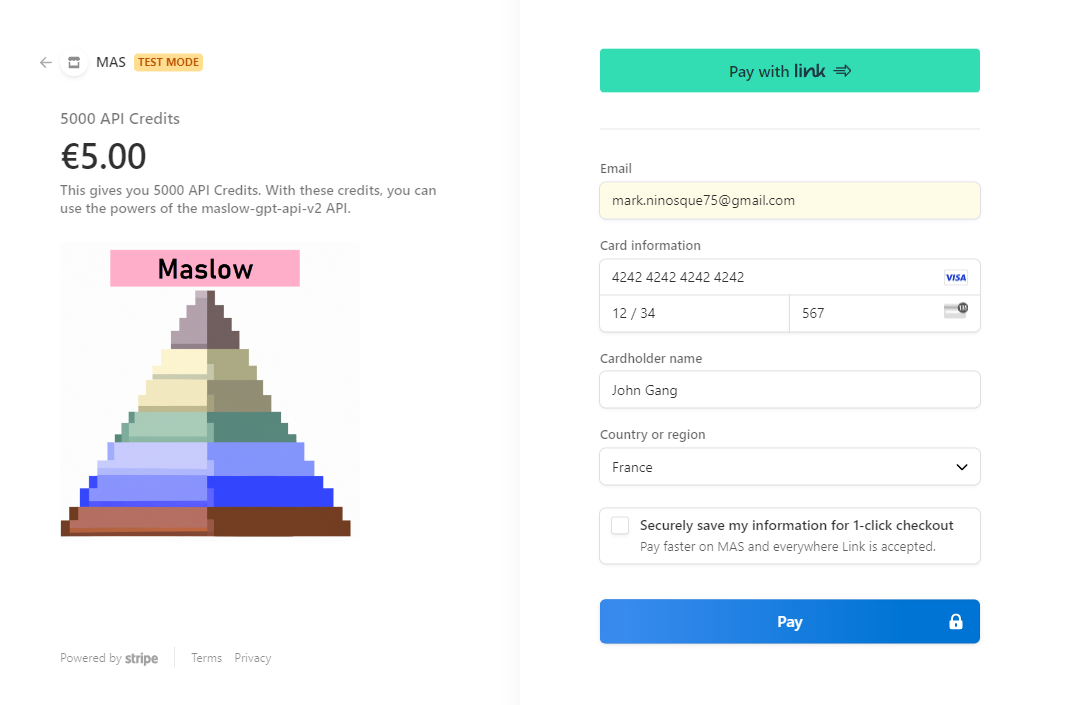 MAS TEST MODE
5000 API Credits
€5.00
This gives you 5000 API Credits. With these credits, you can
use the powers of the maslow-gpt-api-v2 API.
Maslow
Powered by stripe
Terms
Privacy
Pay with link
Email
mark.ninosque75@gmail.com
Card information
4242 4242 4242 4242
VISA
12 / 34
567
Cardholder name
John Gang
Country or region
France
Securely save my information for 1-click checkout
Pay faster on MAS and everywhere Link is accepted.
Pay